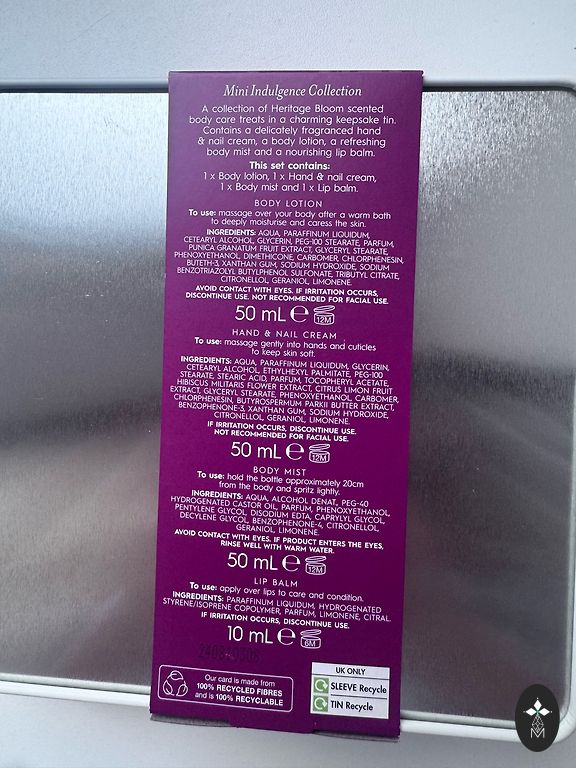 Mini Indulgence Collection
A collection of Heritage Bloom scented
body care treats in a charming keepsake tin.
Contains a delicately fragranced hand
& nail cream, a body lotion, a refreshing
body mist and a nourishing lip balm.
This set contains:
1 x Body lotion, 1 x Hand & nail cream,
1 x Body mist and 1 x Lip balm.
BODY LOTION
To use: massage over your body after a warm bath
to deeply moisturise and caress the skin.
INGREDIENTS: AQUA, PARAFFINUM LIQUIDUM,
CETEARYL ALCOHOL, GLYCERIN, PEG-100 STEARATE, PARFUM,
PUNICA GRANATUM FRUIT EXTRACT, GLYCERYL STEARATE,
PHENOXYETHANOL, DIMETHICONE, CARBOMER, CHLORPHENESIN,
BUTETH-3, XANTHAN GUM, SODIUM HYDROXIDE, SODIUM
BENZOTRIAZOLYL BUTYLPHENOL SULFONATE, TRIBUTYL CITRATE,
CITRONELLOL, GERANIOL, LIMONENE.
AVOID CONTACT WITH EYES. IF IRRITATION OCCURS,
DISCONTINUE USE. NOT RECOMMENDED FOR FACIAL USE.
50 mL e 12M
HAND & NAIL CREAM
To use: massage gently into hands and cuticles
to keep skin soft.
INGREDIENTS: AQUA, PARAFFINUM LIQUIDUM, GLYCERIN,
CETEARYL ALCOHOL, ETHYLHEXYL PALMITATE, PEG-100
STEARATE, STEARIC ACID, PARFUM, TOCOPHERYL ACETATE,
HIBISCUS MILITARIS FLOWER EXTRACT, CITRUS LIMON FRUIT
EXTRACT, GLYCERYL STEARATE, PHENOXYETHANOL, CARBOMER,
CHLORPHENESIN, BUTYROSPERMUM PARKII BUTTER EXTRACT,
BENZOPHENONE-3, XANTHAN GUM, SODIUM HYDROXIDE,
CITRONELLOL, GERANIOL, LIMONENE.
IF IRRITATION OCCURS, DISCONTINUE USE.
NOT RECOMMENDED FOR FACIAL USE.
50 mL e 12M
BODY MIST
To use: hold the bottle approximately 20cm
from the body and spritz lightly.
INGREDIENTS: AQUA, ALCOHOL DENAT, PEG-40
HYDROGENATED CASTOR OIL, PARFUM, PHENOXYETHANOL,
PENTYLENE GLYCOL, DISODIUM EDTA, CAPRYLYL GLYCOL,
DECYLENE GLYCOL, BENZOPHENONE-4, CITRONELLOL,
GERANIOL, LIMONENE.
AVOID CONTACT WITH EYES. IF PRODUCT ENTERS THE EYES,
RINSE WELL WITH WARM WATER.
50 mL e 12M
LIP BALM
To use: apply over lips to care and condition.
INGREDIENTS: PARAFFINUM LIQUIDUM, HYDROGENATED
STYRENE/ISOPRENE COPOLYMER, PARFUM, LIMONENE, CITRAL.
IF IRRITATION OCCURS, DISCONTINUE USE.
10 mL e 6M
Our card is made from
100% RECYCLED FIBRES
and is 100% RECYCLABLE
UK ONLY
SLEEVE Recycle
TIN Recycle